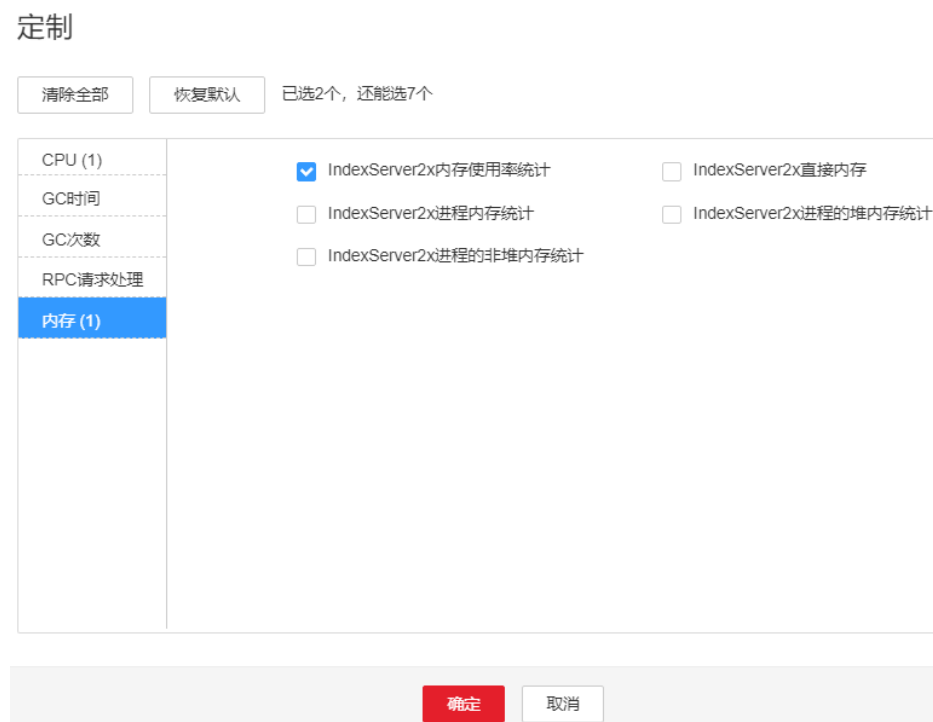 定制
清除全部 恢复默认 已选2个，还能选7个
CPU (1)
GC时间
GC次数
RPC请求处理
内存 (1)
IndexServer2x内存使用率统计 IndexServer2x直接内存
IndexServer2x进程内存统计 IndexServer2x进程的堆内存统计
IndexServer2x进程的非堆内存统计
确定 取消